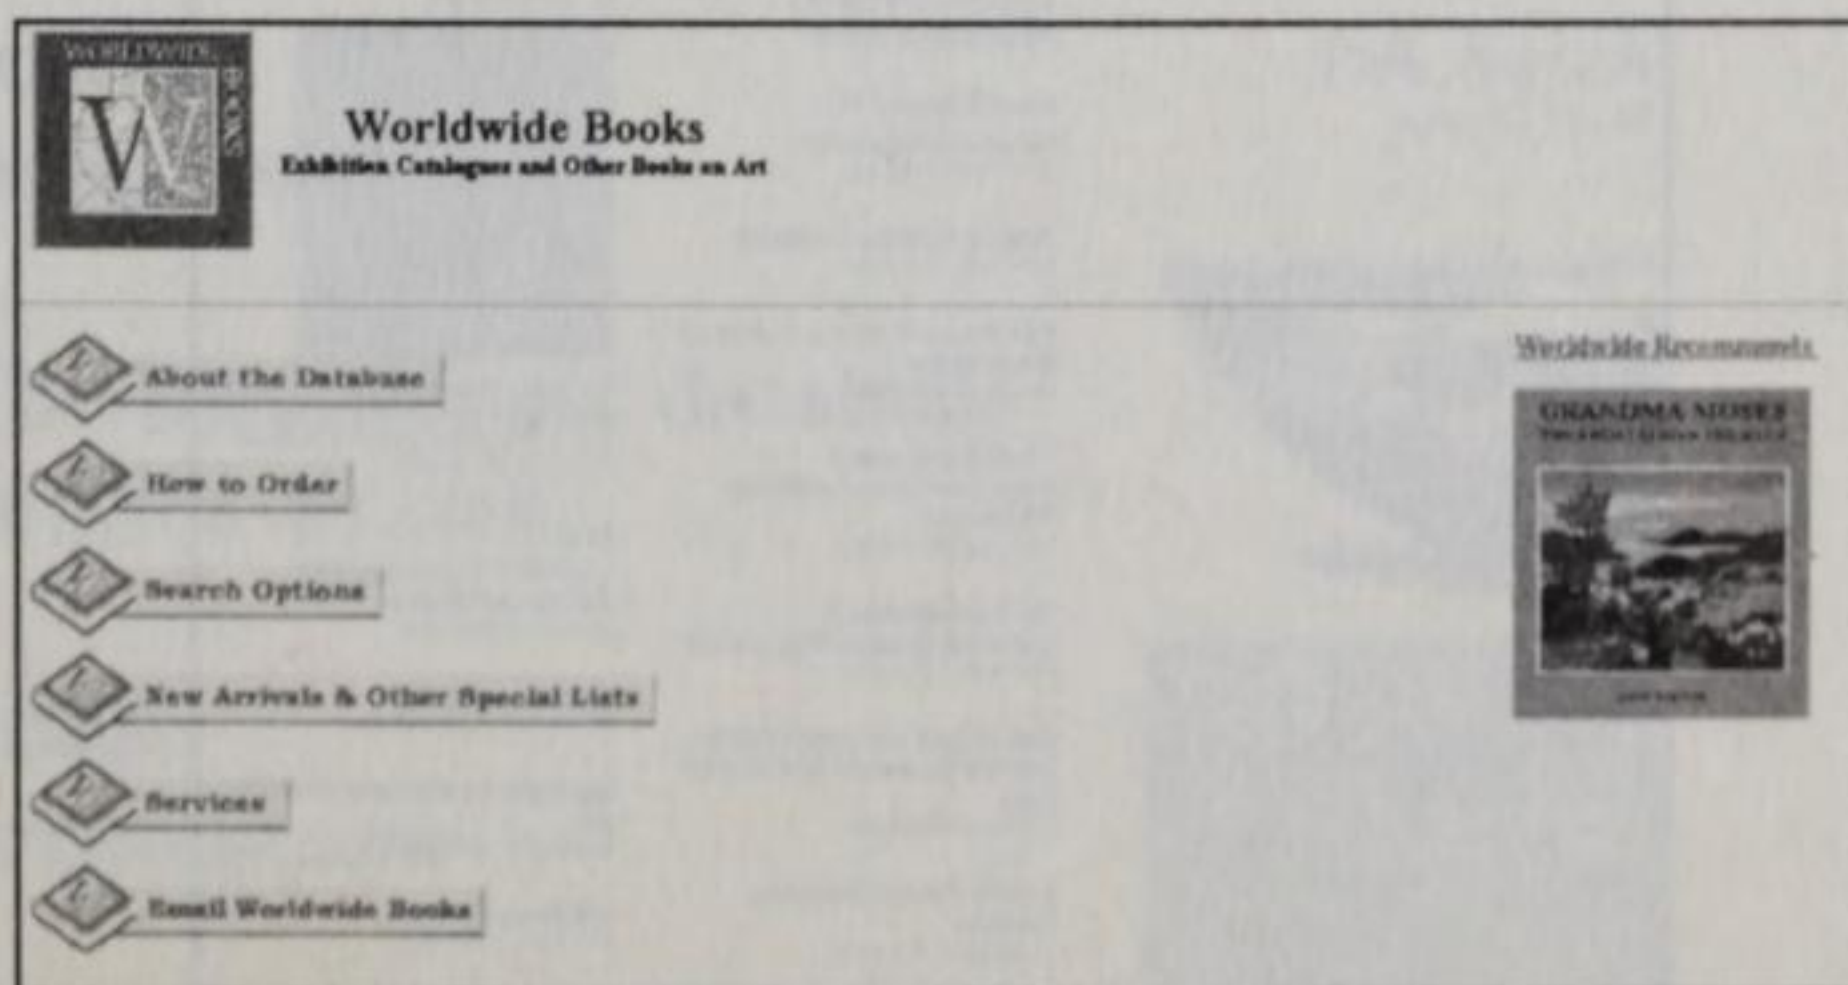 WORLDWIDE
BOOKS
W
Worldwide Books
Exhibition Catalogues and Other Books on Art
About the Database
How to Order
Search Options
New Arrivals & Other Special Lists
Services
Email Worldwide Books
Worldwide Recommends
GRANDMA MOSES